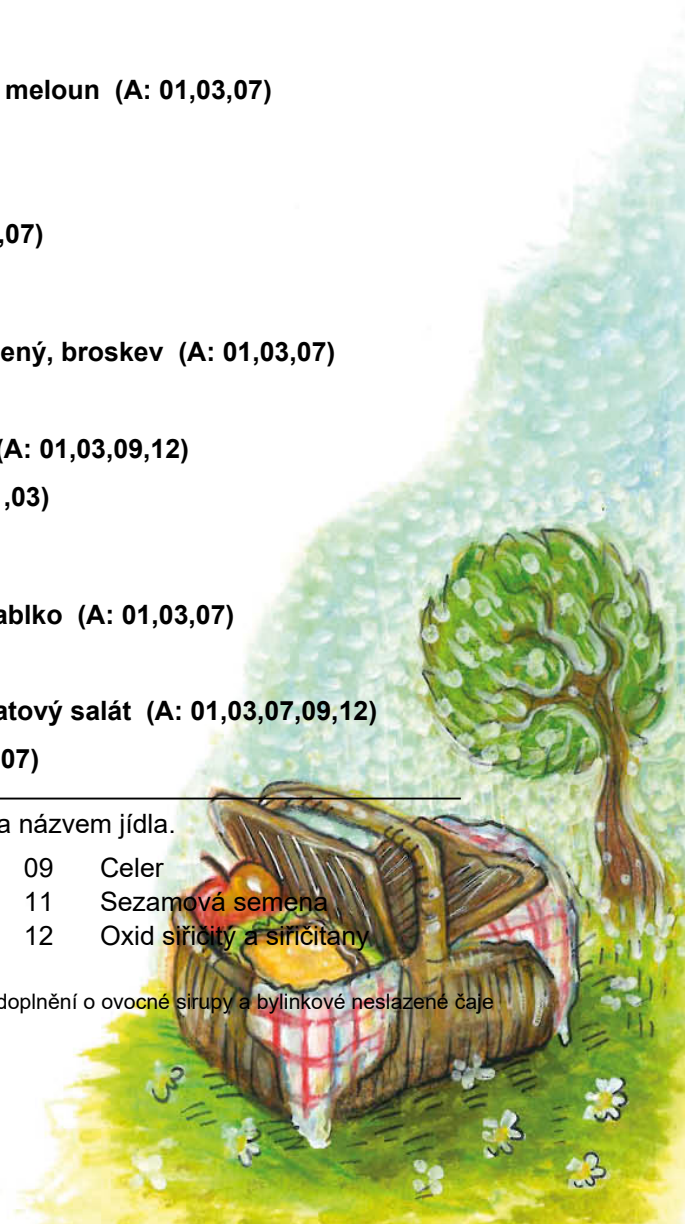 meloun (A: 01,03,07)
,07)
ený, broskev (A: 01,03,07)
(A: 01,03,09,12)
,03)
ablko (A: 01,03,07)
atový salát (A: 01,03,07,09,12)
07)
a názvem jídla.
09 Celer
11 Sezamová semena
12 Oxid siřičitý a siřičitany
doplnění o ovocné sirupy a bylinkové neslazené čaje